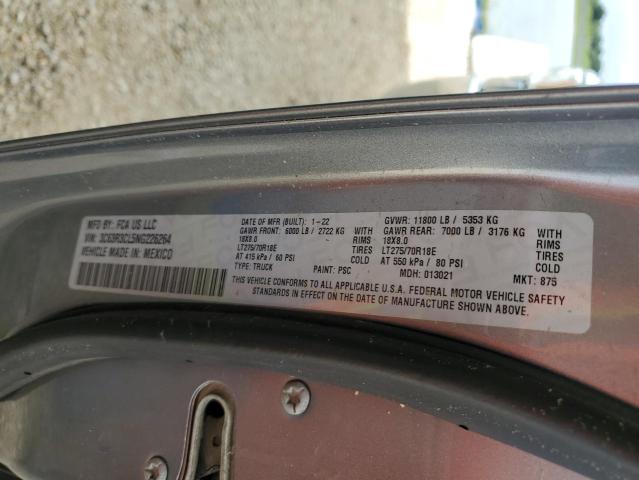 MFD BY: FCA US LLC
VIN: 3C63R3CL5NG226264
VEHICLE MADE IN: MEXICO
DATE OF MFR (BUILT): 1-22
GAWR FRONT: 6000 LB / 2722 KG WITH
18X8.0 RIMS
LT275/70R18E TIRES
AT 415 kPa / 60 PSI COLD
TYPE: TRUCK PAINT: PSC
GVWR: 11800 LB / 5353 KG
GAWR REAR: 7000 LB / 3176 KG WITH
18X8.0 RIMS
LT275/70R18E TIRES
AT 550 kPa / 80 PSI COLD
MDH: 013021 MKT: 875
THIS VEHICLE CONFORMS TO ALL APPLICABLE U.S.A. FEDERAL MOTOR VEHICLE SAFETY
STANDARDS IN EFFECT ON THE DATE OF MANUFACTURE SHOWN ABOVE.